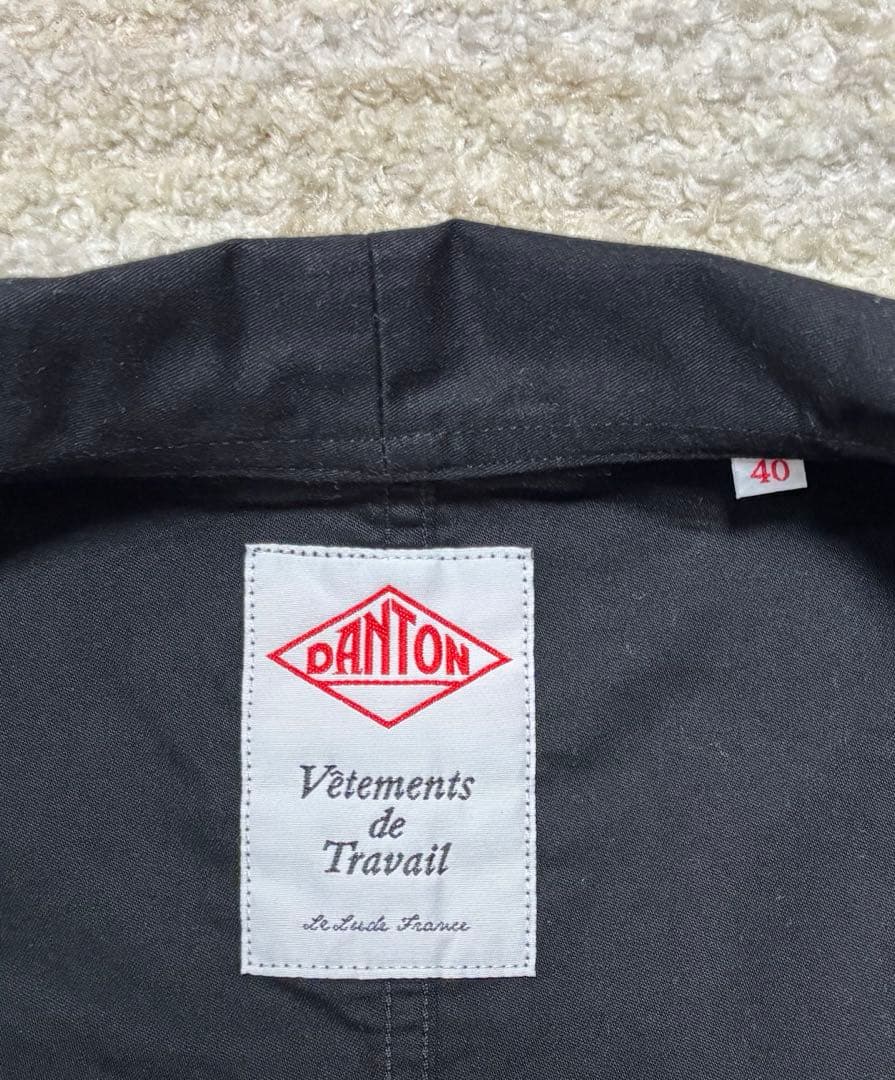 40
DANTON
Vêtements
de
Travail
Le Lude France